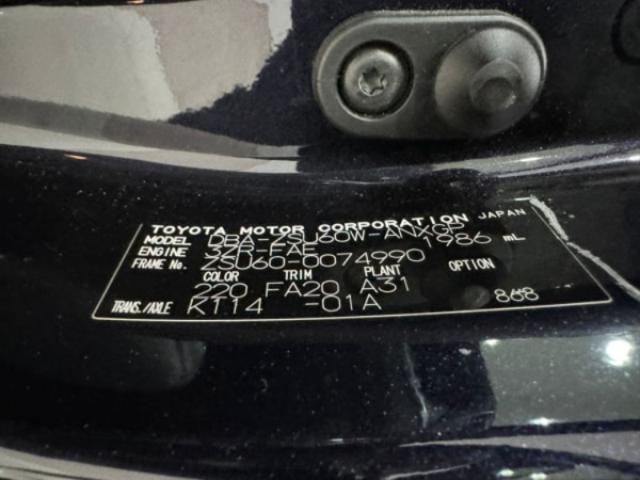 TOYOTA MOTOR CORPORATION JAPAN
MODEL DBA-ZSU60W-ANXGP
ENGINE 3ZR-FAE 1986 mL
FRAME No. ZSU60-0074990
COLOR TRIM PLANT OPTION
220 FA20 A31
TRANS./AXLE K114 -01A 868